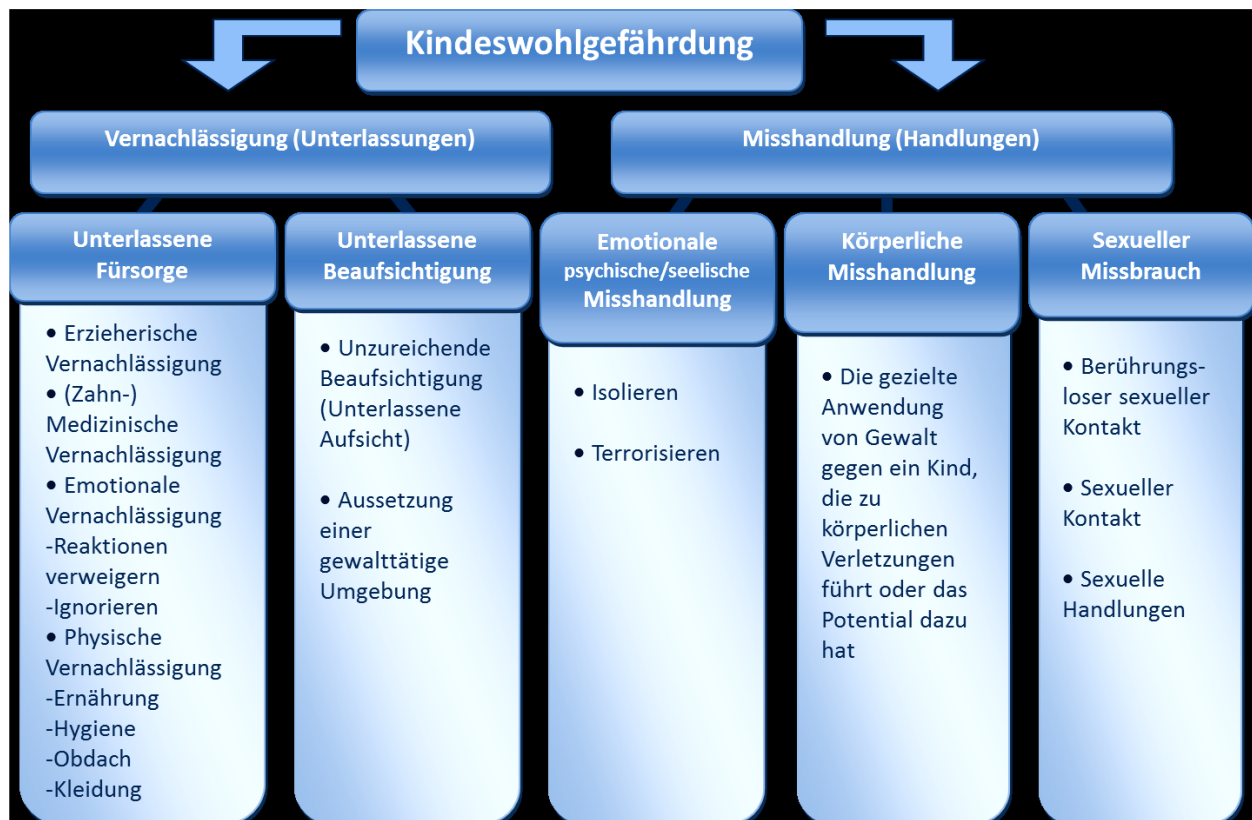 Kindeswohlgefährdung
Vernachlässigung (Unterlassungen)
Misshandlung (Handlungen)
Unterlassene
Fürsorge
• Erzieherische
Vernachlässigung
• (Zahn-)
Medizinische
Vernachlässigung
• Emotionale
Vernachlässigung
-Reaktionen
verweigern
-Ignorieren
• Physische
Vernachlässigung
-Ernährung
-Hygiene
-Obdach
-Kleidung
Unterlassene
Beaufsichtigung
• Unzureichende
Beaufsichtigung
(Unterlassene
Aufsicht)
• Aussetzung
einer
gewalttätige
Umgebung
Emotionale
psychische/seelische
Misshandlung
• Isolieren
• Terrorisieren
Körperliche
Misshandlung
• Die gezielte
Anwendung
von Gewalt
gegen ein Kind,
die zu
körperlichen
Verletzungen
führt oder das
Potential dazu
hat
Sexueller
Missbrauch
• Berührungs-
loser sexueller
Kontakt
• Sexueller
Kontakt
• Sexuelle
Handlungen